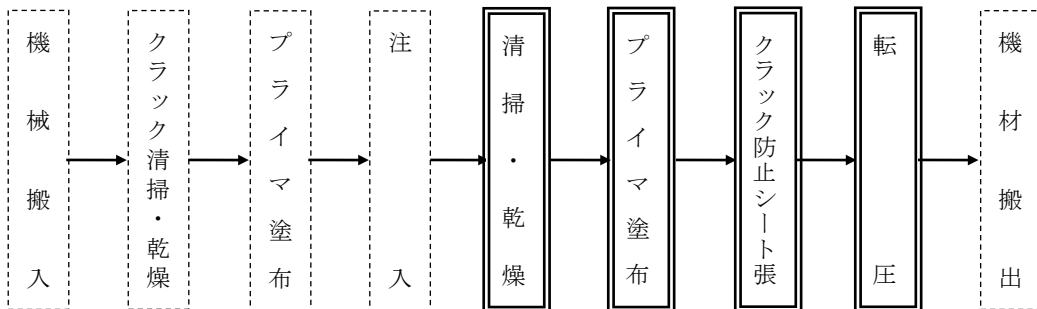 機械搬入
クラック清掃・乾燥
プライマ塗布
注入
清掃・乾燥
プライマ塗布
クラック防止シート張
転圧
機材搬出